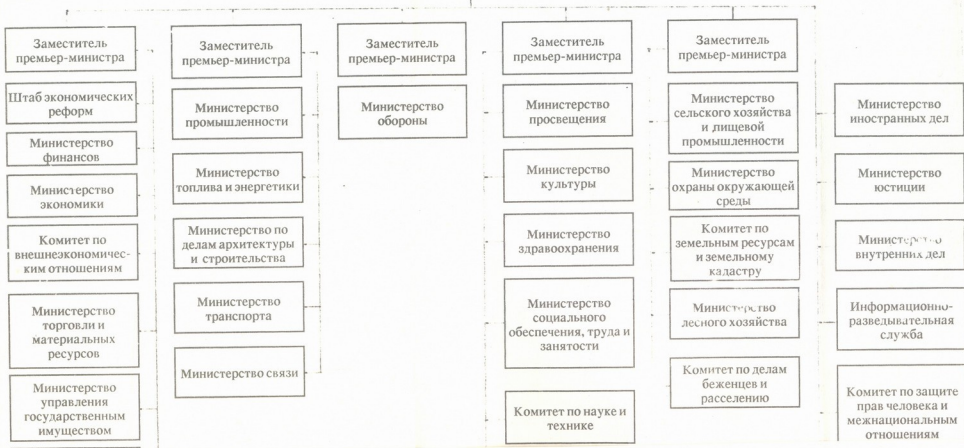 Заместитель
премьер-министра
Штаб экономических
реформ
Министерство
финансов
Министерство
экономики
Комитет по
внешнеэкономичес-
ким отношениям
Министерство
торговли и
материальных
ресурсов
Министерство
управления
государственным
имуществом
Заместитель
премьер-министра
Министерство
промышленности
Министерство
топлива и энергетики
Министерство по
делам архитектуры
и строительства
Министерство
транспорта
Министерство связи
Заместитель
премьер-министра
Министерство
обороны
Заместитель
премьер-министра
Министерство
просвещения
Министерство
культуры
Министерство
здравоохранения
Министерство
социального
обеспечения, труда и
занятости
Комитет по науке и
технике
Заместитель
премьер-министра
Министерство
сельского хозяйства
и пищевой
промышленности
Министерство
охраны окружающей
среды
Комитет по
земельным ресурсам
и земельному
кадастру
Министерство
лесного хозяйства
Комитет по делам
беженцев и
расселению
Министерство
иностранных дел
Министерство
юстиции
Министерство
внутренних дел
Информационно-
разведывательная
служба
Комитет по защите
прав человека и
межнациональным
отношениям